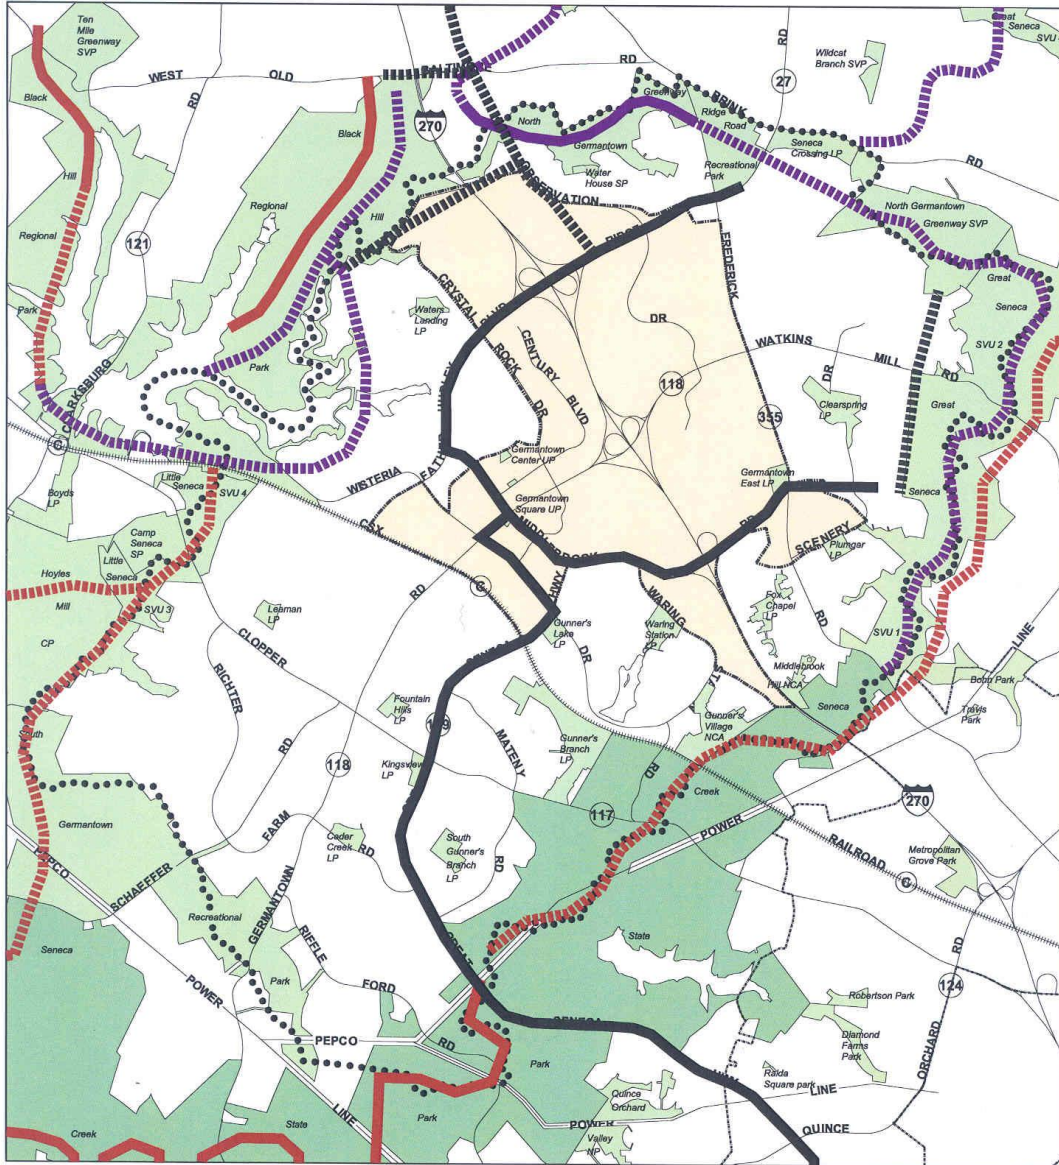 Ten
Mile
Greenway
SVP
Great
Seneca
SVU
Wildcat
Branch SVP
RD
RD
WEST
OLD
RD
27
Black
Black
270
North
Greenway
BRINK
Ridge
Road
Germantown
Seneca
Crossing LP
RD
Water
House SP
Recreational
Park
OBSERVATION
Hill
Regional
Hill
North Germantown
Greenway SVP
Regional
121
FREDERICK
Great
Seneca
Park
CRYSTAL
Waters
Landing
LP
ROCK
DR
CENTURY
BLVD
DR
WATKINS
MILL
RD
SVU 2
Park
118
DR
Clearspring
LP
Great
355
Germantown
Center UP
C
WISTERIA
FATHER
Germantown
East LP
Little
Seneca
SVU 4
Boyds
LP
Germantown
Square UP
Seneca
CSX
RD
SCENERY
Plumgar
LP
Camp
Seneca
SP
Little
Seneca
Hoyles
Mill
CP
SVU 3
RD
C
HWY
WARING
Fox
Chapel
LP
Leaman
LP
Gunner's
Lake
LP
DR
Waring
Station
LP
RD
SVU 1
LINE
CLOPPER
RICHTER
Middlebrook
Hill NCA
Bohn Park
Seneca
Travis
Park
Fountain
Hills
LP
Gunner's
Village
NCA
MATENY
Gunner's
Branch
LP
South
RD
118
Kingsview
LP
RD
Creek
270
117
POWER
Germantown
FARM
RD
Cedar
Creek
LP
South
Gunner's
Branch
LP
RD
RAILROAD
Metropolitan
Grove Park
PEPCO
SCHAEFFER
C
Recreational
GERMANTOWN
RIFFLE
Seneca
State
RD
GREAT
POWER
Park
FORD
124
Robertson Park
SENECA
PEPCO
RD
Park
Diamond
Farms
Park
ORCHARD
Ralda
Square park
LINE
LINE
Park
Quince
Orchard
POWER
Valley
NP
QUINCE
Creek
State